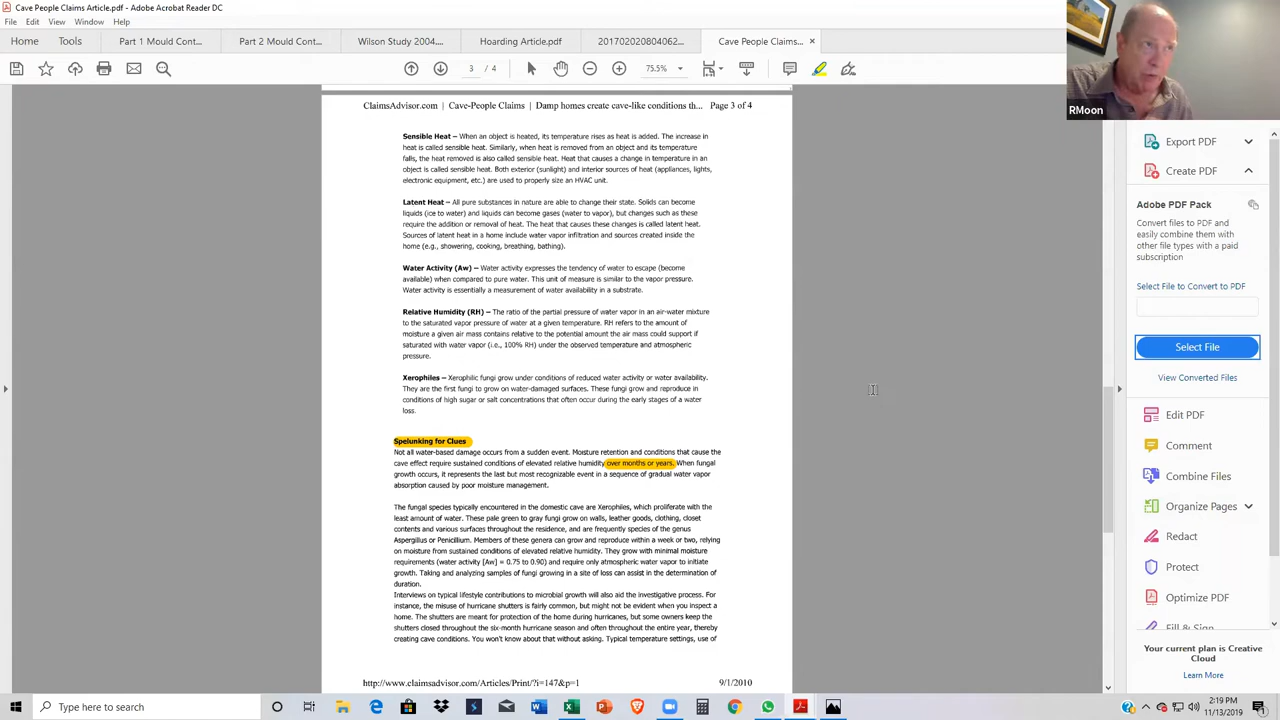 Cave People Claims Article.pdf - Adobe Acrobat Reader DC
File Edit View Window Help
Home Tools Part 1 Mould Cont... Part 2 Mould Cont... Wilson Study 2004.... Hoarding Article.pdf 201702020804062... Cave People Claims... ×
3 / 4 75.5%
RMoon
ClaimsAdvisor.com | Cave-People Claims | Damp homes create cave-like conditions th... Page 3 of 4
Sensible Heat – When an object is heated, its temperature rises as heat is added. The increase in
heat is called sensible heat. Similarly, when heat is removed from an object and its temperature
falls, the heat removed is also called sensible heat. Heat that causes a change in temperature in an
object is called sensible heat. Both exterior (sunlight) and interior sources of heat (appliances, lights,
electronic equipment, etc.) are used to properly size an HVAC unit.
Latent Heat – All pure substances in nature are able to change their state. Solids can become
liquids (ice to water) and liquids can become gases (water to vapor), but changes such as these
require the addition or removal of heat. The heat that causes these changes is called latent heat.
Sources of latent heat in a home include water vapor infiltration and sources created inside the
home (e.g., showering, cooking, breathing, bathing).
Water Activity (Aw) – Water activity expresses the tendency of water to escape (become
available) when compared to pure water. This unit of measure is similar to the vapor pressure.
Water activity is essentially a measurement of water availability in a substrate.
Relative Humidity (RH) – The ratio of the partial pressure of water vapor in an air-water mixture
to the saturated vapor pressure of water at a given temperature. RH refers to the amount of
moisture a given air mass contains relative to the potential amount the air mass could support if
saturated with water vapor (i.e., 100% RH) under the observed temperature and atmospheric
pressure.
Xerophiles – Xerophilic fungi grow under conditions of reduced water activity or water availability.
They are the first fungi to grow on water-damaged surfaces. These fungi grow and reproduce in
conditions of high sugar or salt concentrations that often occur during the early stages of a water
loss.
Spelunking for Clues
Not all water-based damage occurs from a sudden event. Moisture retention and conditions that cause the
cave effect require sustained conditions of elevated relative humidity over months or years. When fungal
growth occurs, it represents the last but most recognizable event in a sequence of gradual water vapor
absorption caused by poor moisture management.
The fungal species typically encountered in the domestic cave are Xerophiles, which proliferate with the
least amount of water. These pale green to gray fungi grow on walls, leather goods, clothing, closet
contents and various surfaces throughout the residence, and are frequently species of the genus
Aspergillus or Penicillium. Members of these genera can grow and reproduce within a week or two, relying
on moisture from sustained conditions of elevated relative humidity. They grow with minimal moisture
requirements (water activity [Aw] = 0.75 to 0.90) and require only atmospheric water vapor to initiate
growth. Taking and analyzing samples of fungi growing in a site of loss can assist in the determination of
duration.
Interviews on typical lifestyle contributions to microbial growth will also aid the investigative process. For
instance, the misuse of hurricane shutters is fairly common, but might not be evident when you inspect a
home. The shutters are meant for protection of the home during hurricanes, but some owners keep the
shutters closed throughout the six-month hurricane season and often throughout the entire year, thereby
creating cave conditions. You won't know about that without asking. Typical temperature settings, use of
http://www.claimsadvisor.com/Articles/Print/?i=147&p=1 9/1/2010
Export PDF
Create PDF
Adobe PDF Pack
Convert files to PDF and
easily combine them with
other file types with a paid
subscription
Select File to Convert to PDF
Select File
View Converted Files
Edit PDF
Comment
Combine Files
Organize Pages
Redact
Protect
Optimize PDF
Fill & Sign
Your current plan is Creative
Cloud
Learn More
Type here to search
2:19 PM
11/13/2019